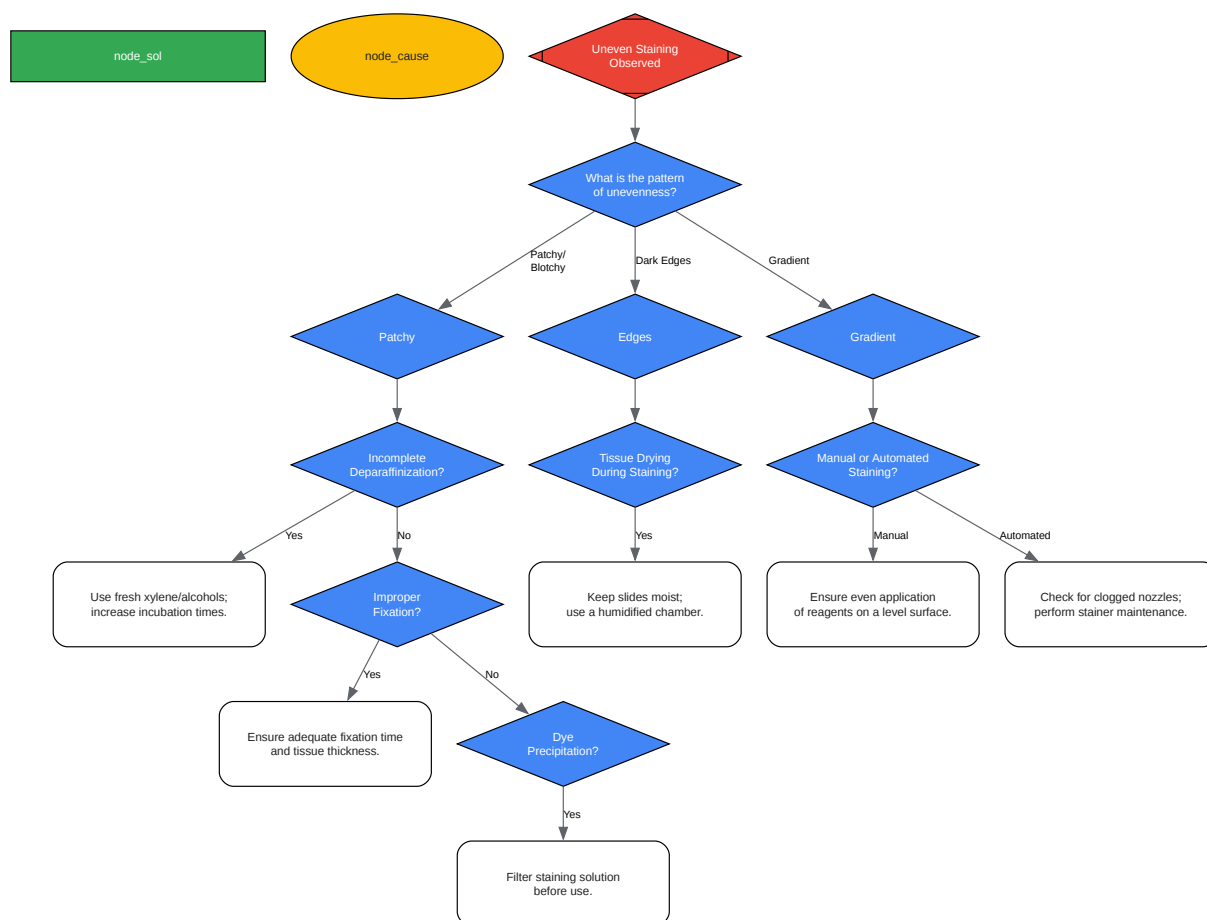 node_sol
node_cause
Uneven Staining
Observed
What is the pattern
of unevenness?
Patchy/
Blotchy
Dark Edges
Gradient
Patchy
Edges
Gradient
Incomplete
Deparaffinization?
Tissue Drying
During Staining?
Manual or Automated
Staining?
Yes
No
Yes
Manual
Automated
Use fresh xylene/alcohols;
increase incubation times.
Improper
Fixation?
Keep slides moist;
use a humidified chamber.
Ensure even application
of reagents on a level surface.
Check for clogged nozzles;
perform stainer maintenance.
Yes
No
Ensure adequate fixation time
and tissue thickness.
Dye
Precipitation?
Yes
Filter staining solution
before use.